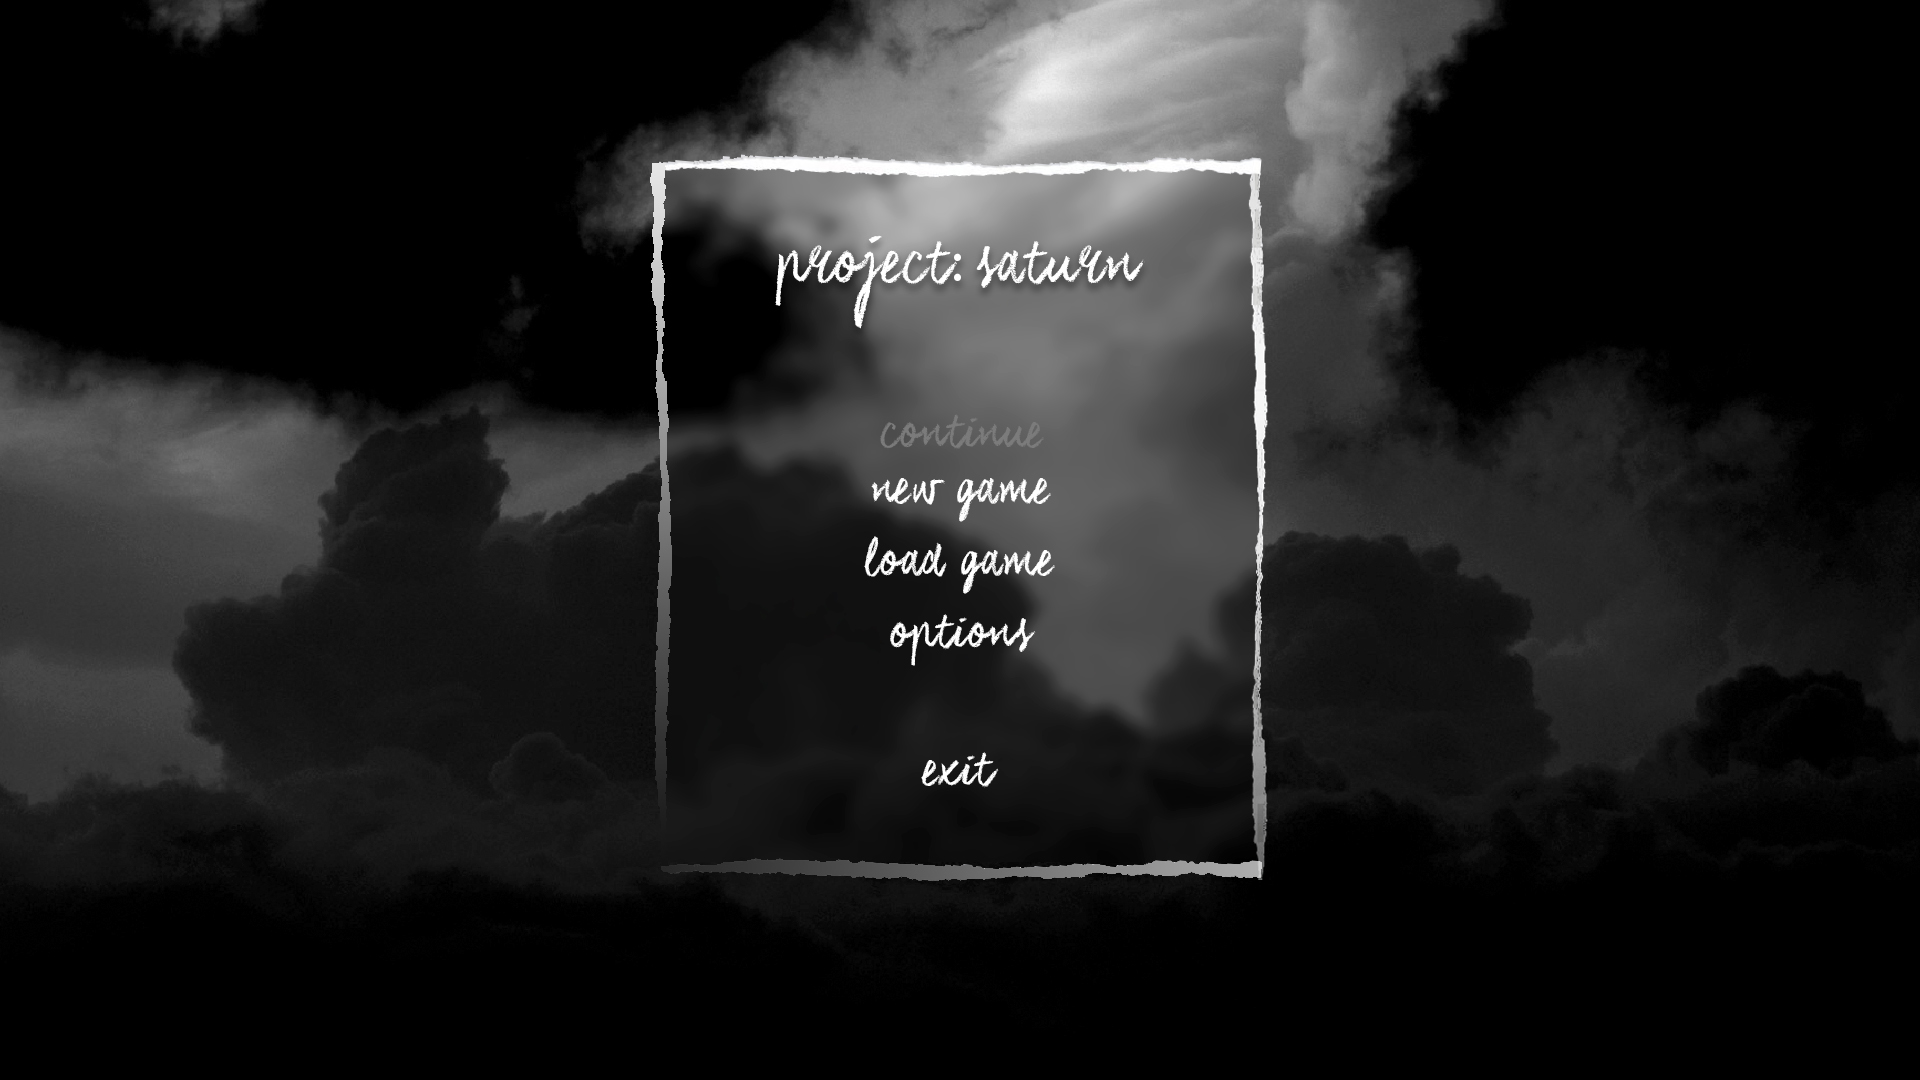 project: saturn
continue
new game
load game
options
exit